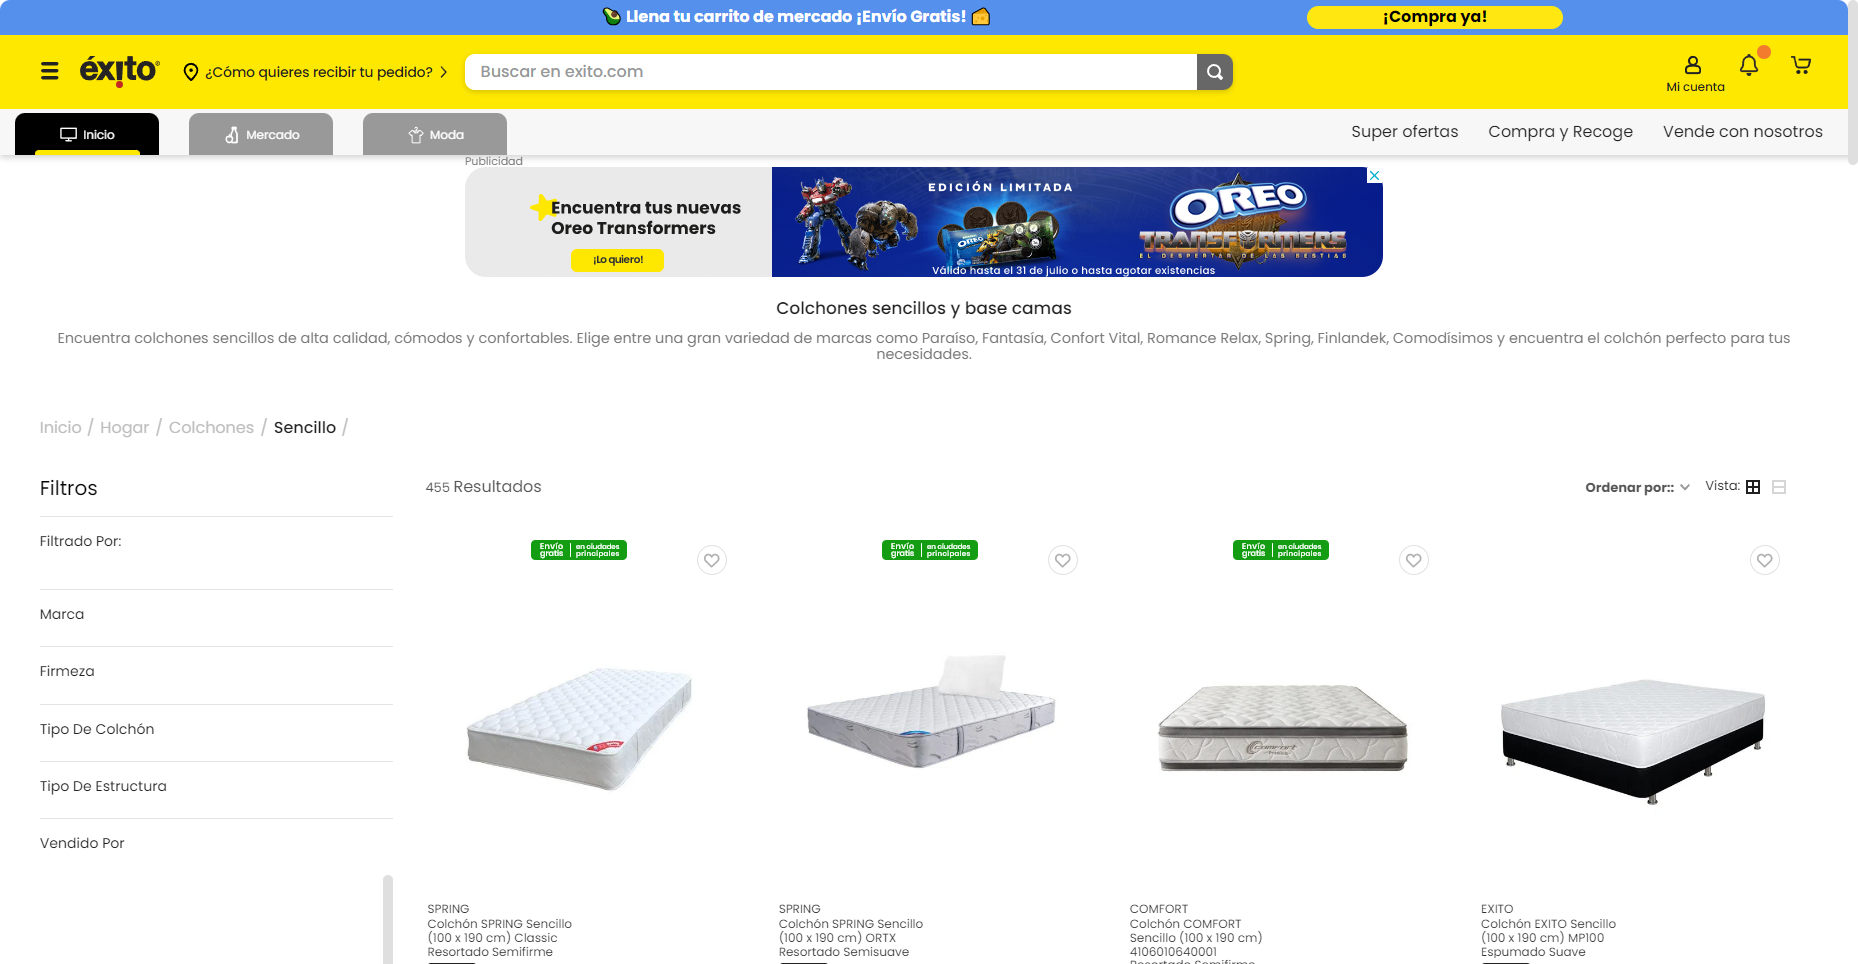 Llena tu carrito de mercado ¡Envío Gratis!
¡Compra ya!
éxito
¿Cómo quieres recibir tu pedido?
Buscar en exito.com
Mi cuenta
Inicio
Mercado
Moda
Super ofertas
Compra y Recoge
Vende con nosotros
Publicidad
Encuentra tus nuevas
Oreo Transformers
¡Lo quiero!
EDICIÓN LIMITADA
OREO
OREO
TRANSFORMERS
EL DESPERTAR DE LAS BESTIAS
Válido hasta el 31 de julio o hasta agotar existencias
Colchones sencillos y base camas
Encuentra colchones sencillos de alta calidad, cómodos y confortables. Elige entre una gran variedad de marcas como Paraíso, Fantasía, Confort Vital, Romance Relax, Spring, Finlandek, Comodísimos y encuentra el colchón perfecto para tus
necesidades.
Inicio / Hogar / Colchones / Sencillo /
Filtros
455 Resultados
Ordenar por::
Vista:
Filtrado Por:
Marca
Firmeza
Tipo De Colchón
Tipo De Estructura
Vendido Por
Envío gratis | en ciudades principales
Envío gratis | en ciudades principales
Envío gratis | en ciudades principales
comfort
SPRING
Colchón SPRING Sencillo
(100 x 190 cm) Classic
Resortado Semifirme
SPRING
Colchón SPRING Sencillo
(100 x 190 cm) ORTX
Resortado Semisuave
COMFORT
Colchón COMFORT
Sencillo (100 x 190 cm)
4106010640001
Resortado Semifirme
EXITO
Colchón EXITO Sencillo
(100 x 190 cm) MP100
Espumado Suave